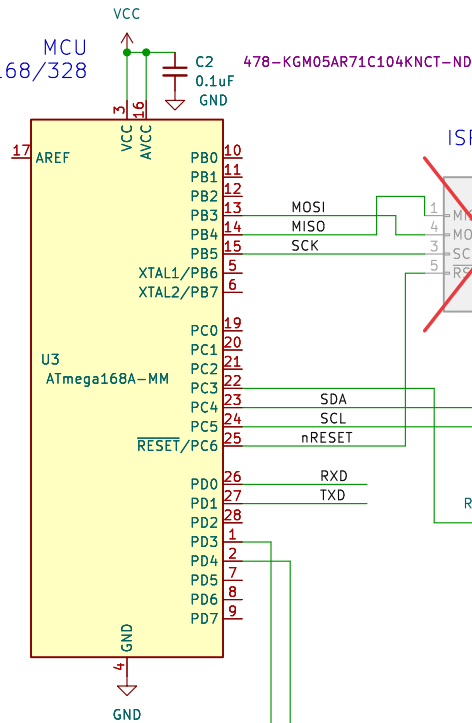 VCC
MCU
168/328
C2
0.1uF
GND
478-KGM05AR71C104KNCT-ND
3
16
VCC
AVCC
17 AREF
ISP
PB0 10
PB1 11
PB2 12
PB3 13 MOSI 1
PB4 14 MISO 4 MO
PB5 15 SCK 3 SC
XTAL1/PB6 5 5
XTAL2/PB7 6
PC0 19
U3
PC1 20
ATmega168A-MM
PC2 21
PC3 22
PC4 23 SDA
PC5 24 SCL
RESET/PC6 25 nRESET
PD0 26 RXD
PD1 27 TXD
R
PD2 28
PD3 1
PD4 2
PD5 7
PD6 8
PD7 9
GND
4
GND